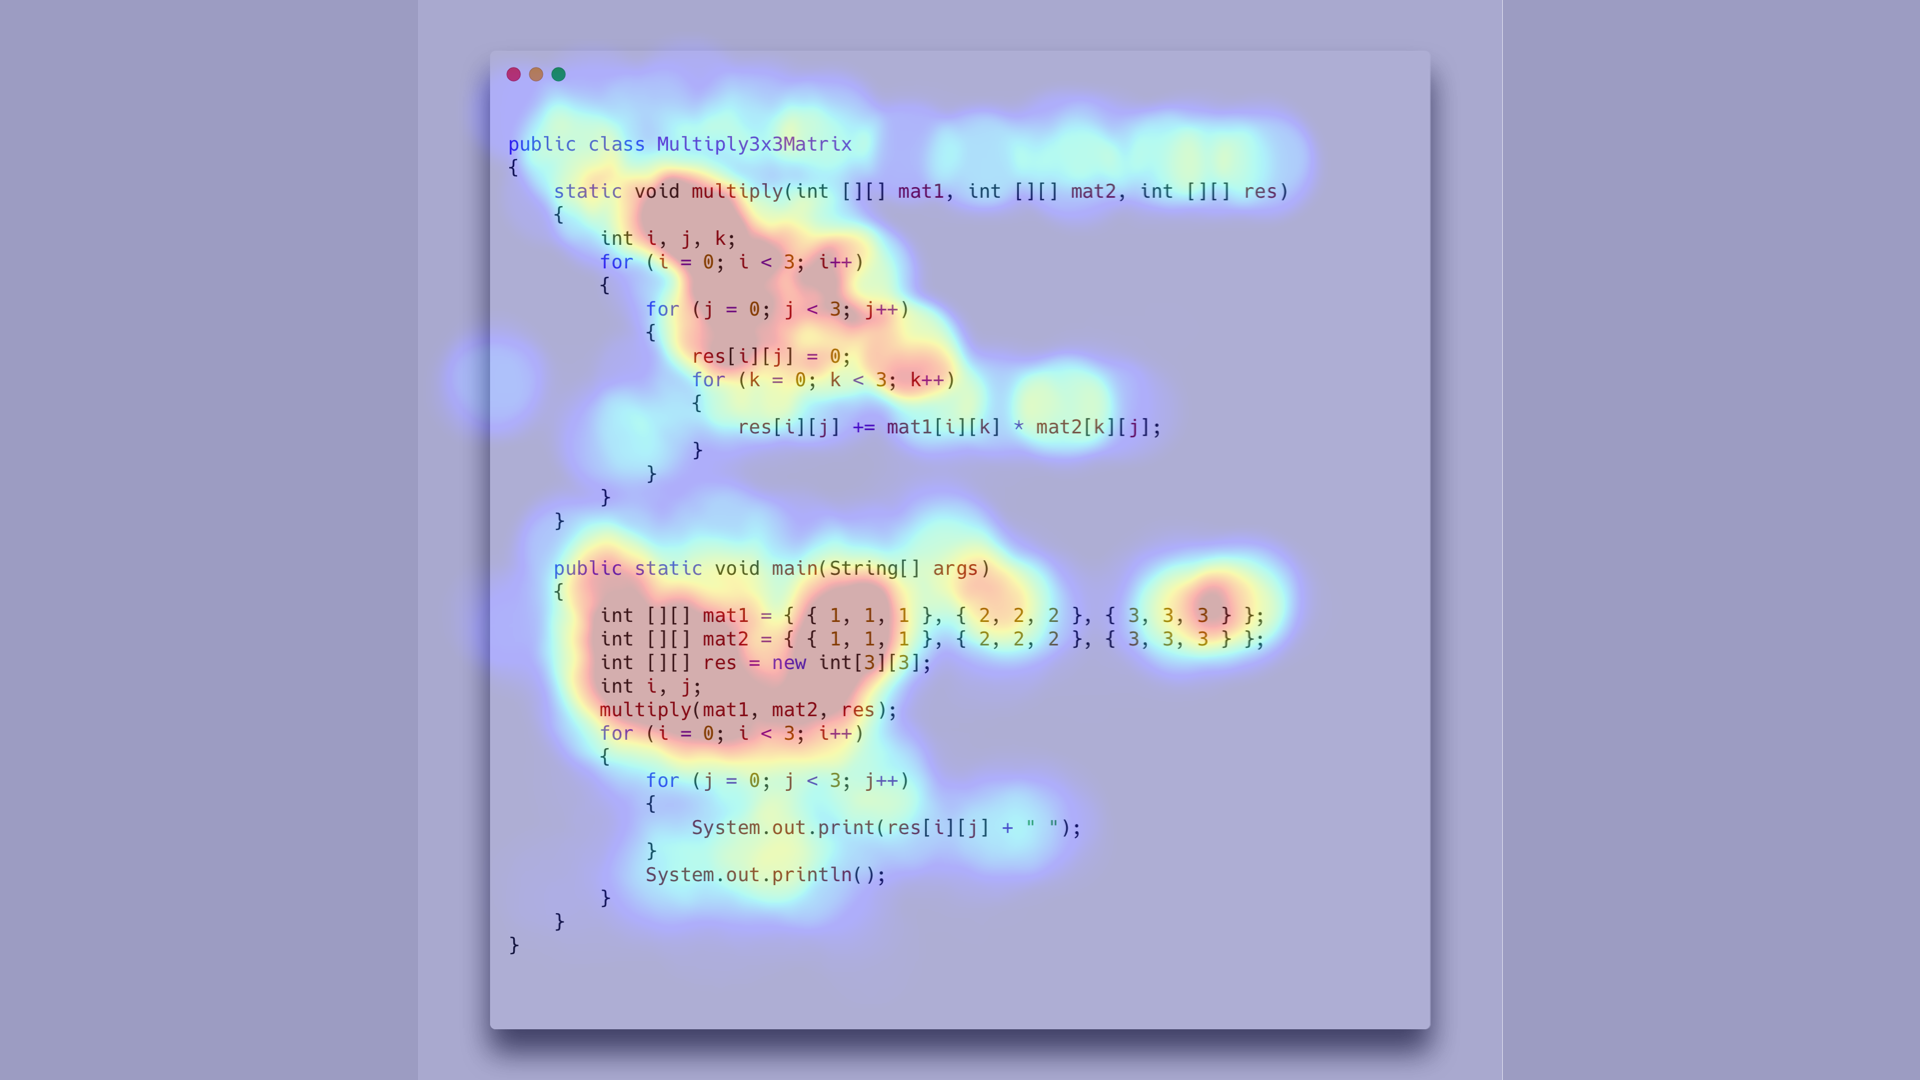 public class Multiply3x3Matrix
{
    static void multiply(int [][] mat1, int [][] mat2, int [][] res)
    {
        int i, j, k;
        for (i = 0; i < 3; i++)
        {
            for (j = 0; j < 3; j++)
            {
                res[i][j] = 0;
                for (k = 0; k < 3; k++)
                {
                    res[i][j] += mat1[i][k] * mat2[k][j];
                }
            }
        }
    }

    public static void main(String[] args)
    {
        int [][] mat1 = { { 1, 1, 1 }, { 2, 2, 2 }, { 3, 3, 3 } };
        int [][] mat2 = { { 1, 1, 1 }, { 2, 2, 2 }, { 3, 3, 3 } };
        int [][] res = new int[3][3];
        int i, j;
        multiply(mat1, mat2, res);
        for (i = 0; i < 3; i++)
        {
            for (j = 0; j < 3; j++)
            {
                System.out.print(res[i][j] + " ");
            }
            System.out.println();
        }
    }
}